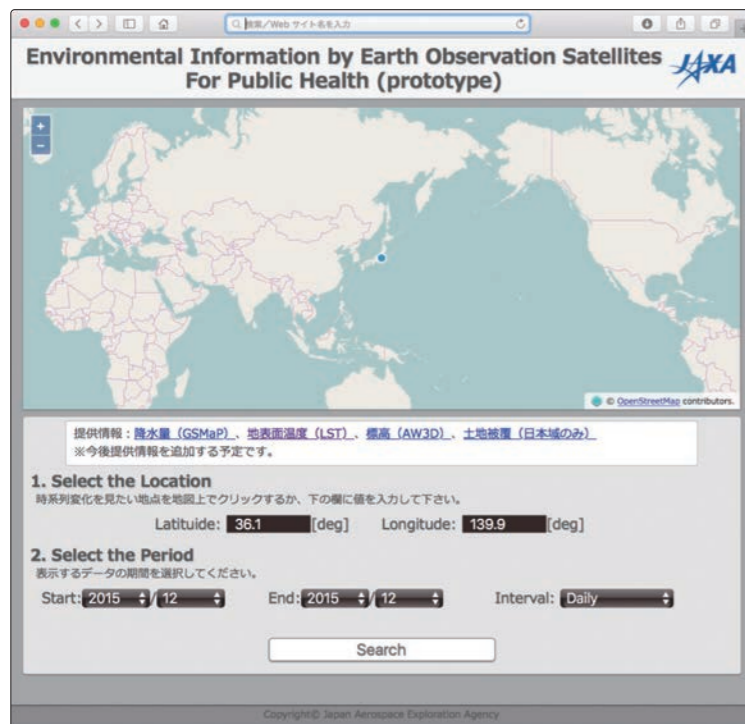 検索／Web サイト名を入力
Environmental Information by Earth Observation Satellites
For Public Health (prototype)
JAXA
+
−
© OpenStreetMap contributors.
提供情報：降水量（GSMaP）、地表面温度（LST）、標高（AW3D）、土地被覆（日本域のみ）
※今後提供情報を追加する予定です。
1. Select the Location
時系列変化を見たい地点を地図上でクリックするか、下の欄に値を入力して下さい。
Latituide: 36.1 [deg] Longitude: 139.9 [deg]
2. Select the Period
表示するデータの期間を選択してください。
Start: 2015 / 12 End: 2015 / 12 Interval: Daily
Search
Copyright© Japan Aerospace Exploration Agency